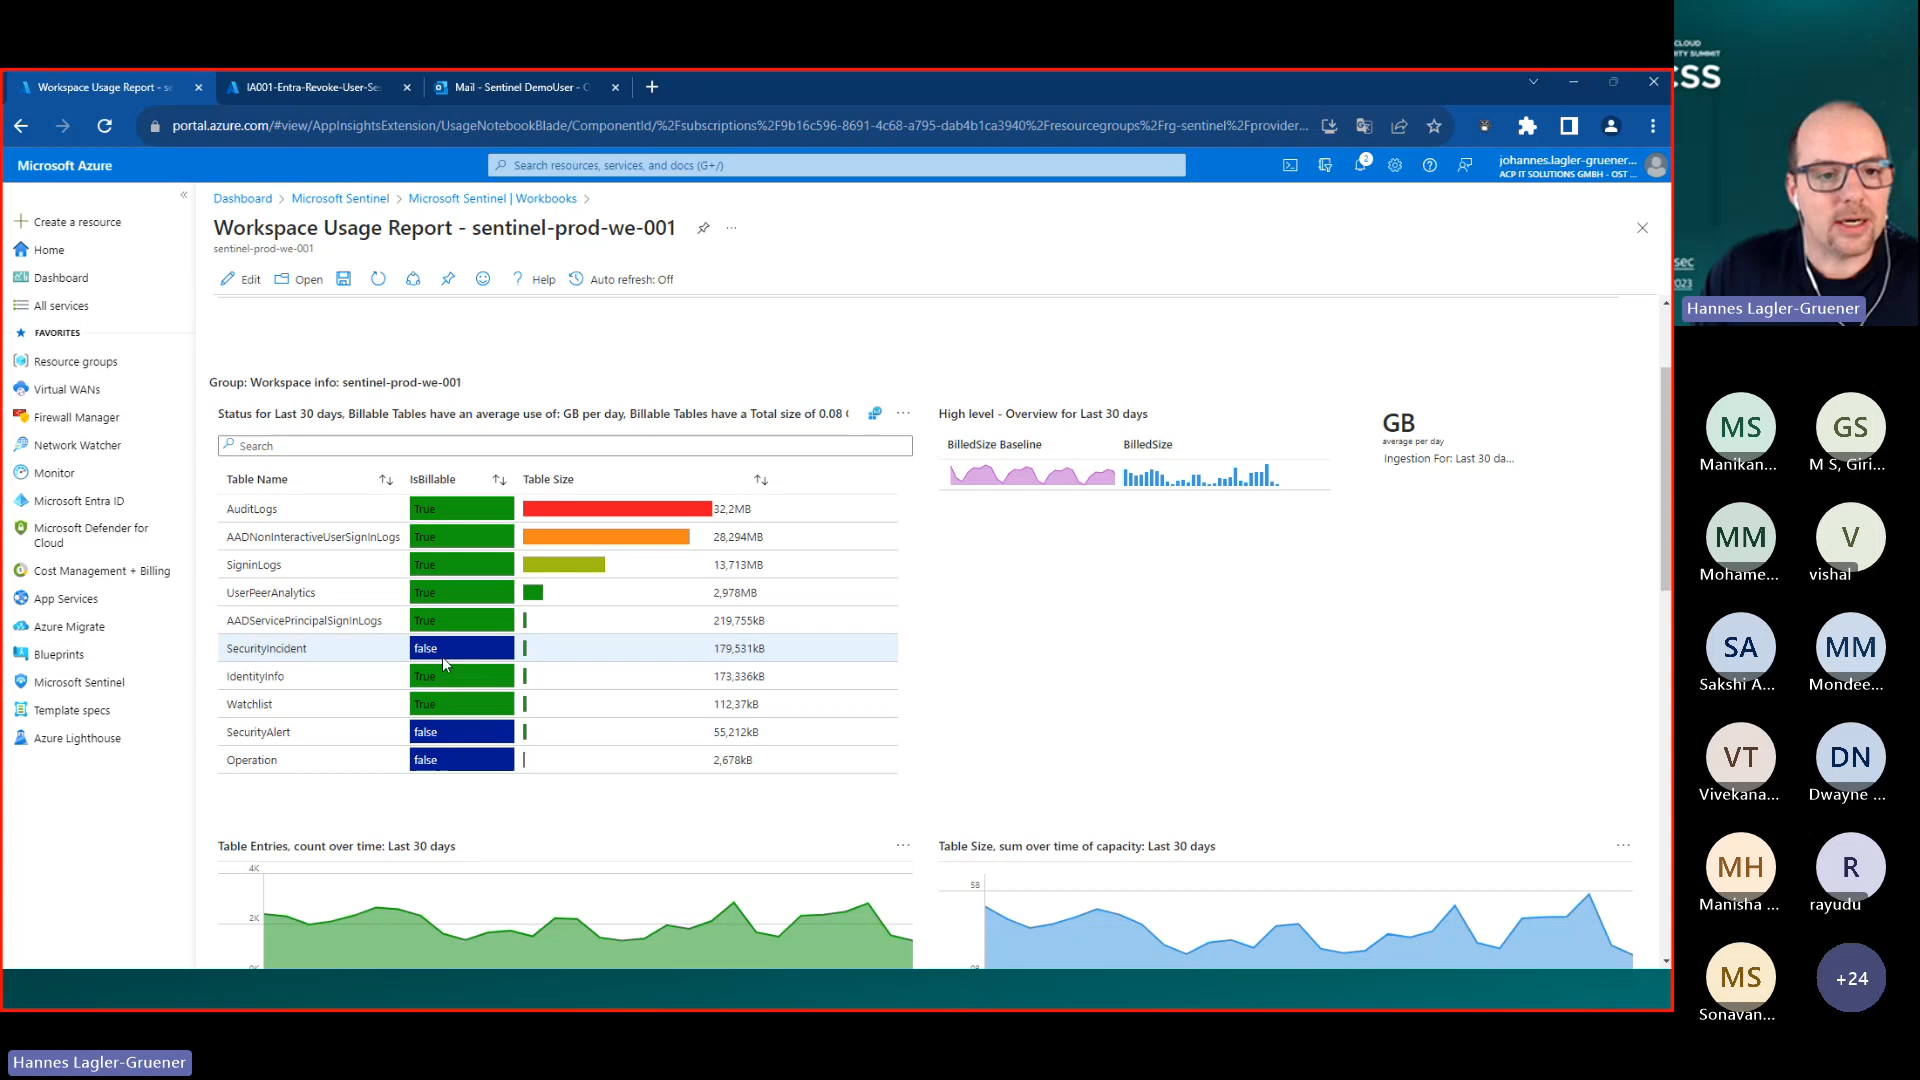 Workspace Usage Report - se
IA001-Entra-Revoke-User-Se
Mail - Sentinel DemoUser - O
portal.azure.com/#view/AppInsightsExtension/UsageNotebookBlade/ComponentId/%2Fsubscriptions%2F9b16c596-8691-4c68-a795-dab4b1ca3940%2Fresourcegroups%2Frg-sentinel%2Fprovider...
Microsoft Azure
Search resources, services, and docs (G+/)
2
johannes.lagler-gruener...
ACP IT SOLUTIONS GMBH - OST ...
Create a resource
Home
Dashboard
All services
FAVORITES
Resource groups
Virtual WANs
Firewall Manager
Network Watcher
Monitor
Microsoft Entra ID
Microsoft Defender for
Cloud
Cost Management + Billing
App Services
Azure Migrate
Blueprints
Microsoft Sentinel
Template specs
Azure Lighthouse
Dashboard > Microsoft Sentinel > Microsoft Sentinel | Workbooks >
Workspace Usage Report - sentinel-prod-we-001 ...
sentinel-prod-we-001
Edit Open ? Help Auto refresh: Off
Group: Workspace info: sentinel-prod-we-001
Status for Last 30 days, Billable Tables have an average use of: GB per day, Billable Tables have a Total size of 0.08
Search
Table Name IsBillable Table Size
AuditLogs True 32,2MB
AADNonInteractiveUserSignInLogs True 28,294MB
SigninLogs True 13,713MB
UserPeerAnalytics True 2,978MB
AADServicePrincipalSignInLogs True 219,755kB
SecurityIncident false 179,531kB
IdentityInfo True 173,336kB
Watchlist True 112,37kB
SecurityAlert false 55,212kB
Operation false 2,678kB
High level - Overview for Last 30 days
BilledSize Baseline BilledSize
GB
average per day
Ingestion For: Last 30 da...
Table Entries, count over time: Last 30 days
4K
2K
0K
Table Size, sum over time of capacity: Last 30 days
5B
0B
CLOUD
ITY SUMMIT
CSS
sec
023
Hannes Lagler-Gruener
MS
Manikan...
GS
M S, Giri...
MM
Mohame...
V
vishal
SA
Sakshi A...
MM
Mondee...
VT
Vivekana...
DN
Dwayne ...
MH
Manisha ...
R
rayudu
MS
Sonavan...
+24
Hannes Lagler-Gruener